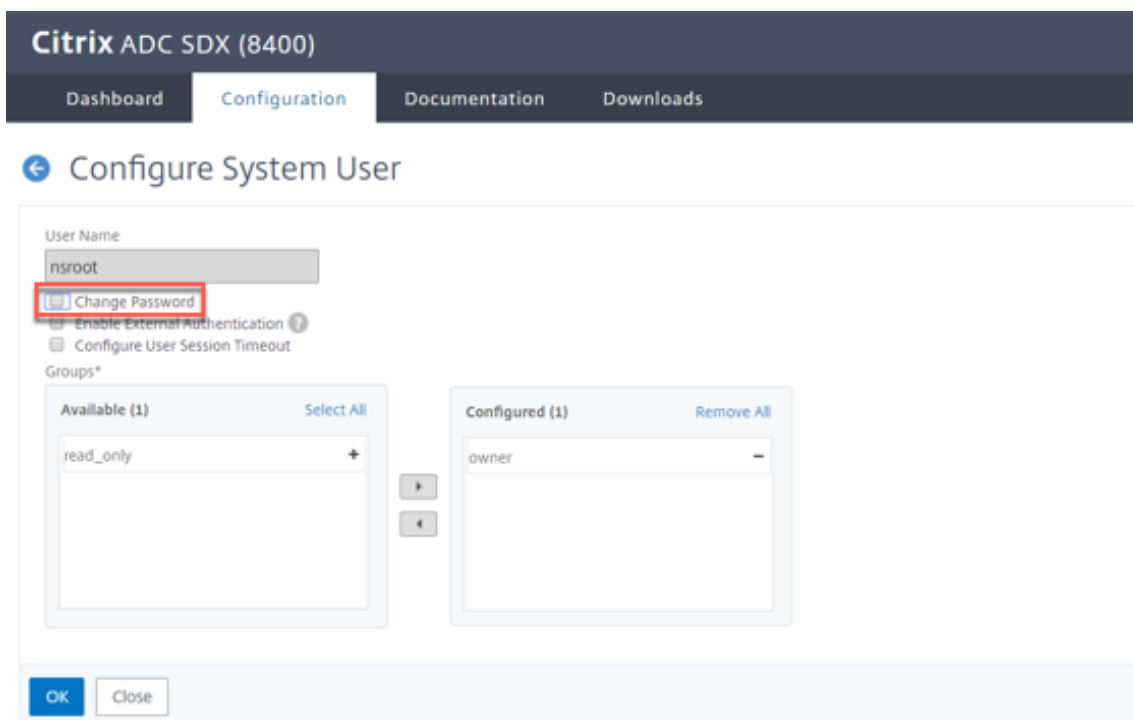 Citrix ADC SDX (8400)
Dashboard Configuration Documentation Downloads
Configure System User
User Name
nsroot
Change Password
Enable External Authentication ?
Configure User Session Timeout
Groups*
Available (1) Select All
Configured (1) Remove All
read_only +
owner −
OK Close